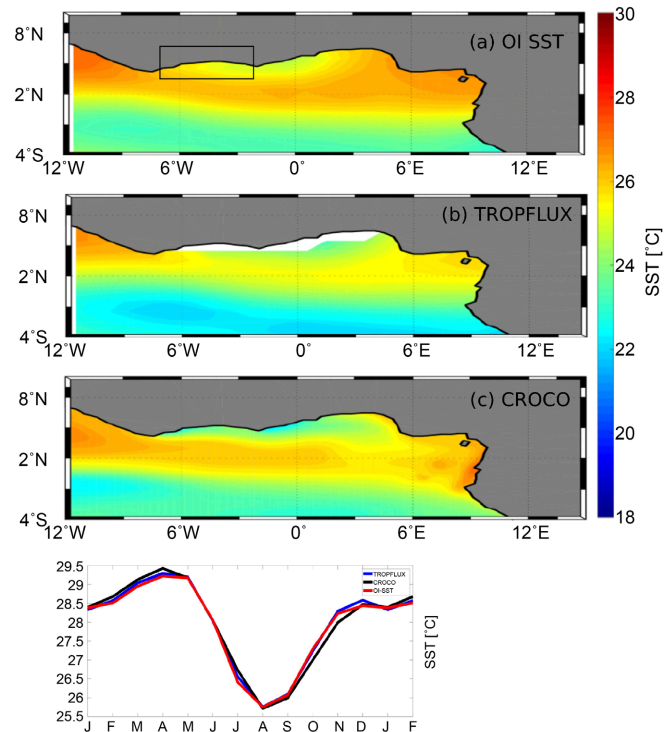 8˚N
2˚N
4˚S
(a) OI SST
12˚W 6˚W 0˚ 6˚E 12˚E
8˚N
2˚N
4˚S
(b) TROPFLUX
12˚W 6˚W 0˚ 6˚E 12˚E
8˚N
2˚N
4˚S
(c) CROCO
12˚W 6˚W 0˚ 6˚E 12˚E
30
28
26
24
22
20
18
SST [˚C]
29.5
29
28.5
28
27.5
27
26.5
26
25.5
TROPFLUX
CROCO
OI-SST
SST [˚C]
J F M A M J J A S O N D J F